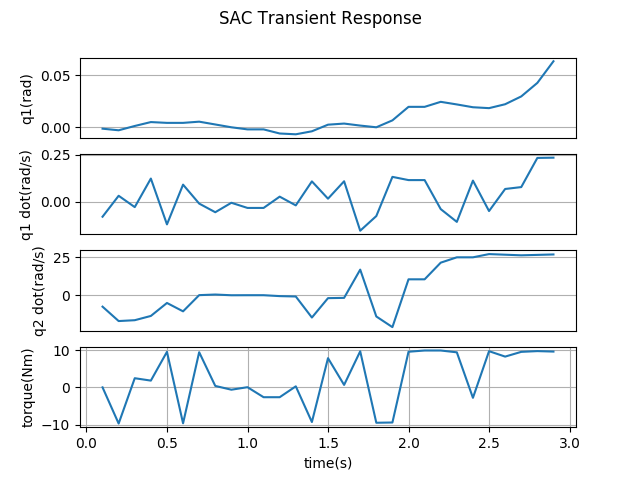 SAC Transient Response
q1(rad)
0.05
0.00
q1 dot(rad/s)
0.25
0.00
q2 dot(rad/s)
25
0
torque(Nm)
10
0
−10
0.0 0.5 1.0 1.5 2.0 2.5 3.0
time(s)